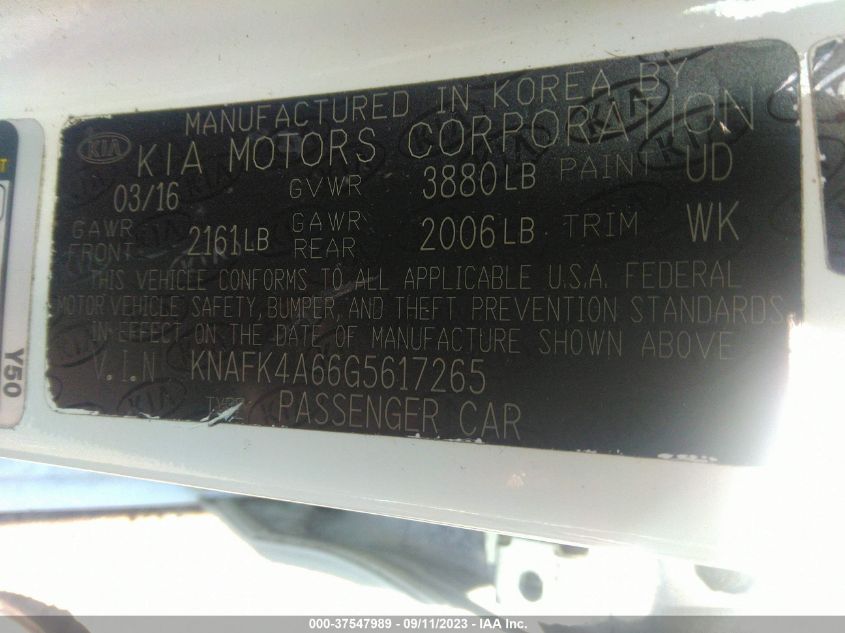 MANUFACTURED IN KOREA BY
KIA KIA MOTORS CORPORATION
03/16 GVWR 3880LB PAINT UD
GAWR FRONT 2161LB GAWR REAR 2006LB TRIM WK
THIS VEHICLE CONFORMS TO ALL APPLICABLE U.S.A. FEDERAL
MOTOR VEHICLE SAFETY, BUMPER, AND THEFT PREVENTION STANDARDS
IN EFFECT ON THE DATE OF MANUFACTURE SHOWN ABOVE
V.I.N KNAFK4A66G5617265
TYPE PASSENGER CAR
Y50
000-37547989 - 09/11/2023 - IAA Inc.